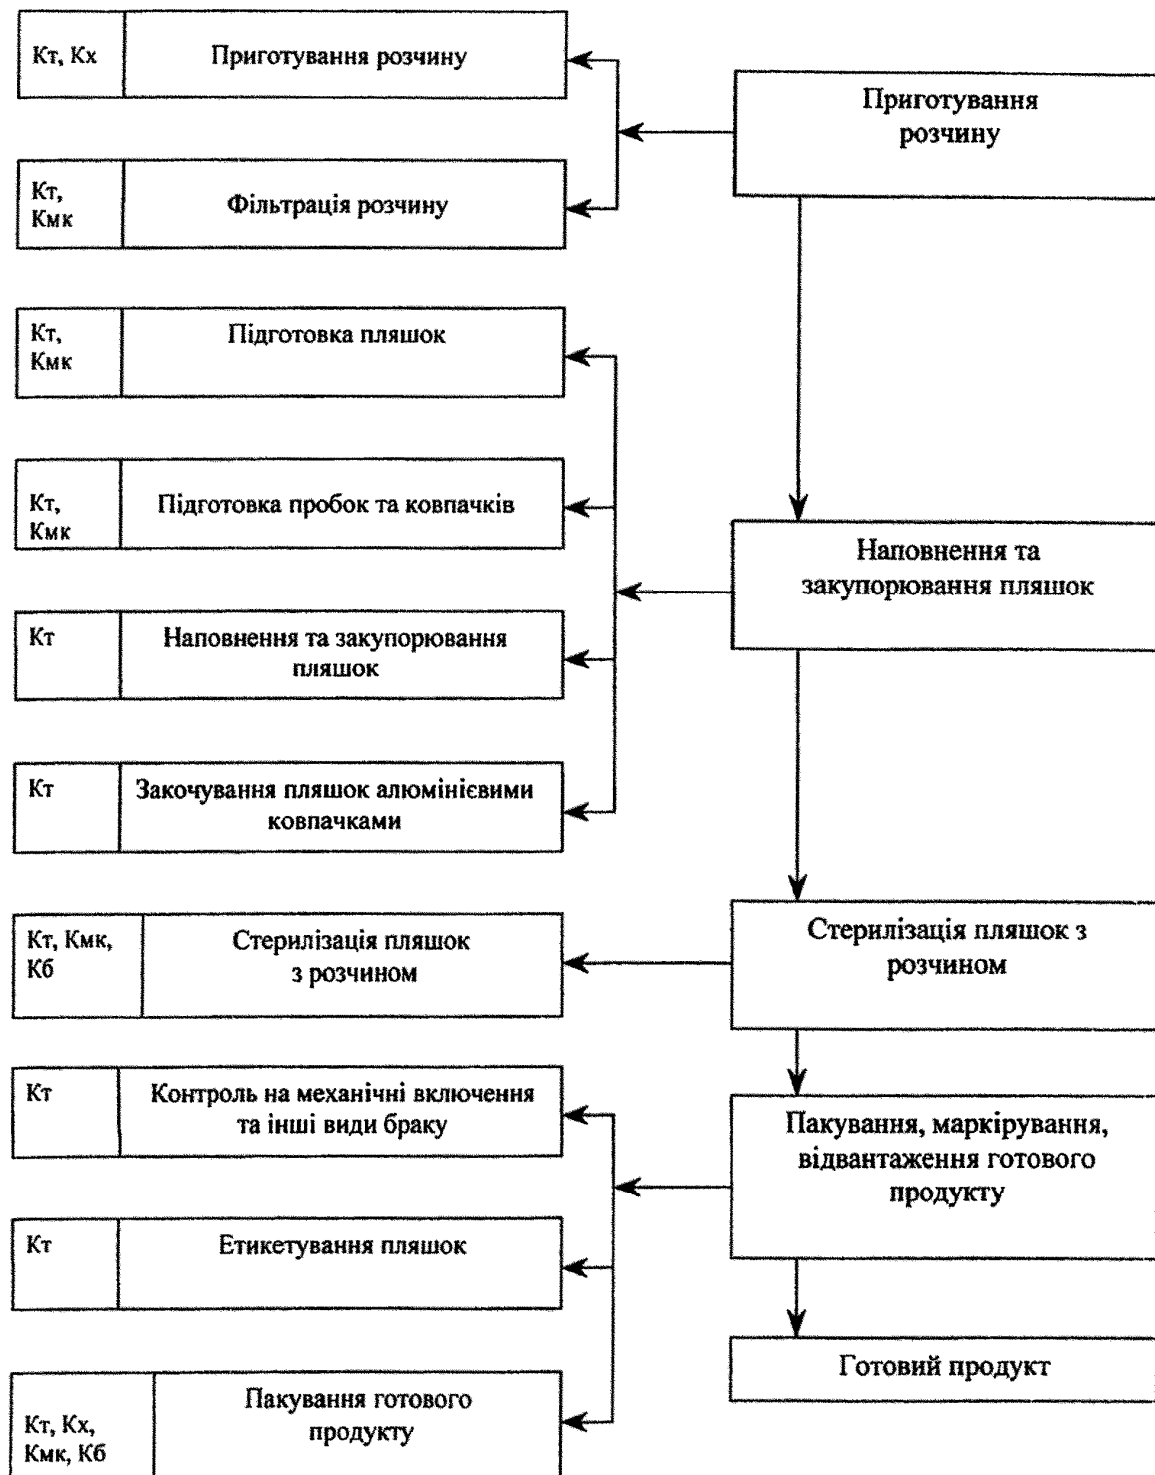 Кт, Кх
Приготування розчину
Приготування
розчину
Кт,
Кмк
Фільтрація розчину
Кт,
Кмк
Підготовка пляшок
Кт,
Кмк
Підготовка пробок та ковпачків
Наповнення та
закупорювання пляшок
Кт
Наповнення та закупорювання
пляшок
Кт
Закочування пляшок алюмінієвими
ковпачками
Кт, Кмк,
Кб
Стерилізація пляшок
з розчином
Стерилізація пляшок з
розчином
Кт
Контроль на механічні включення
та інші види браку
Пакування, маркірування,
відвантаження готового
продукту
Кт
Етикетування пляшок
Готовий продукт
Кт, Кх,
Кмк, Кб
Пакування готового
продукту